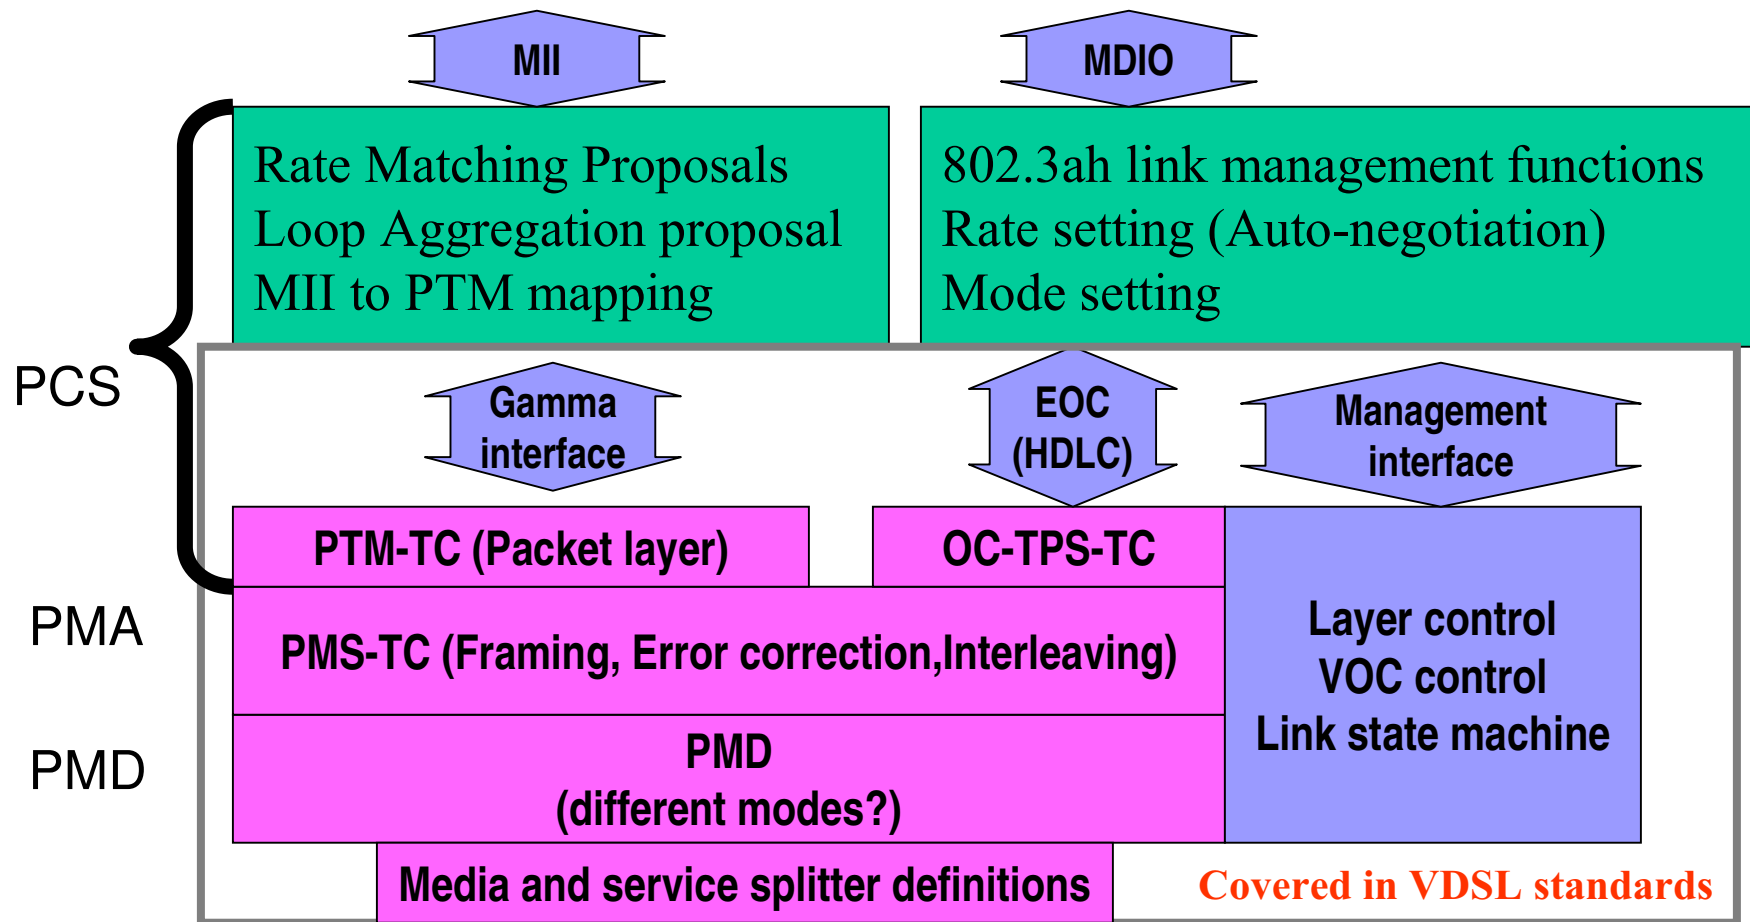 MII
MDIO
Rate Matching Proposals
Loop Aggregation proposal
MII to PTM mapping
802.3ah link management functions
Rate setting (Auto-negotiation)
Mode setting
PCS
Gamma
interface
EOC
(HDLC)
Management
interface
PTM-TC (Packet layer)
OC-TPS-TC
PMA
PMS-TC (Framing, Error correction,Interleaving)
Layer control
VOC control
Link state machine
PMD
PMD
(different modes?)
Media and service splitter definitions
Covered in VDSL standards